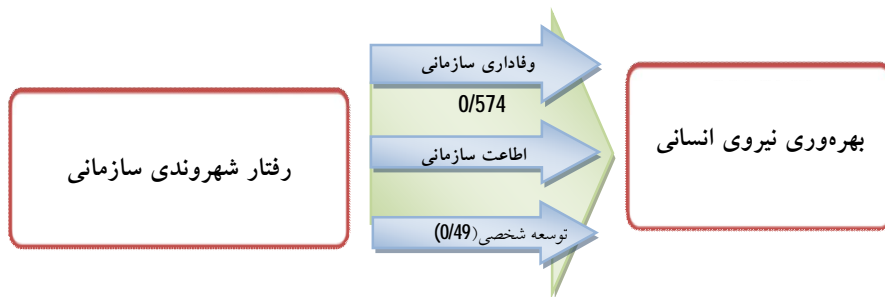 رفتار شهروندی سازمانی
وفاداری سازمانی
0/574
اطاعت سازمانی
توسعه شخصی(0/49)
بهره‌وری نیروی انسانی